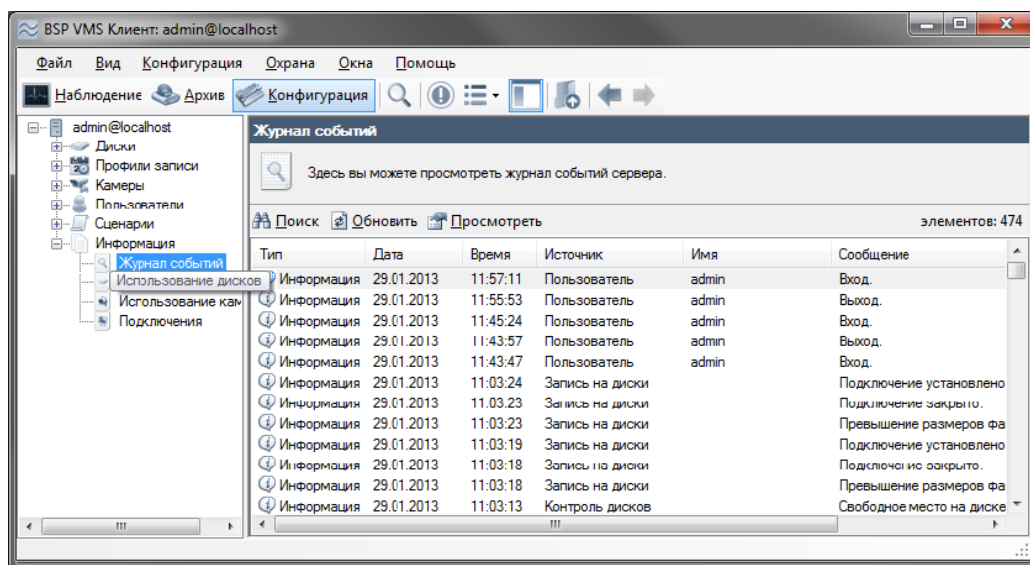 BSP VMS Клиент: admin@localhost
Файл Вид Конфигурация Охрана Окна Помощь
Наблюдение Архив Конфигурация
admin@localhost
Диски
Профили записи
Камеры
Пользователи
Сценарии
Информация
Журнал событий
Использование дисков
Использование кам
Подключения
Журнал событий
Здесь вы можете просмотреть журнал событий сервера.
Поиск Обновить Просмотреть элементов: 474
Тип Дата Время Источник Имя Сообщение
Информация 29.01.2013 11:57:11 Пользователь admin Вход.
Информация 29.01.2013 11:55:53 Пользователь admin Выход.
Информация 29.01.2013 11:45:24 Пользователь admin Вход.
Информация 29.01.2013 11:43:57 Пользователь admin Выход.
Информация 29.01.2013 11:43:47 Пользователь admin Вход.
Информация 29.01.2013 11:03:24 Запись на диски Подключение установлено
Информация 29.01.2013 11:03:23 Запись на диски Подключение закрыто.
Информация 29.01.2013 11:03:23 Запись на диски Превышение размеров фа
Информация 29.01.2013 11:03:19 Запись на диски Подключение установлено
Информация 29.01.2013 11:03:18 Запись на диски Подключение закрыто.
Информация 29.01.2013 11:03:18 Запись на диски Превышение размеров фа
Информация 29.01.2013 11:03:13 Контроль дисков Свободное место на диске